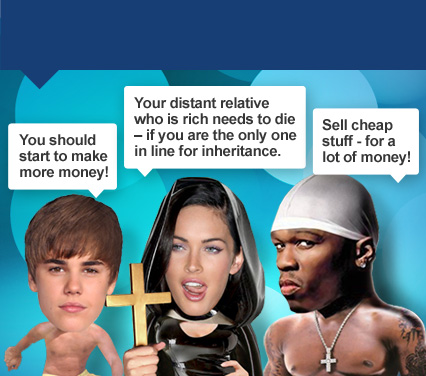 You should
start to make
more money!
Your distant relative
who is rich needs to die
– if you are the only one
in line for inheritance.
Sell cheap
stuff - for a
lot of money!